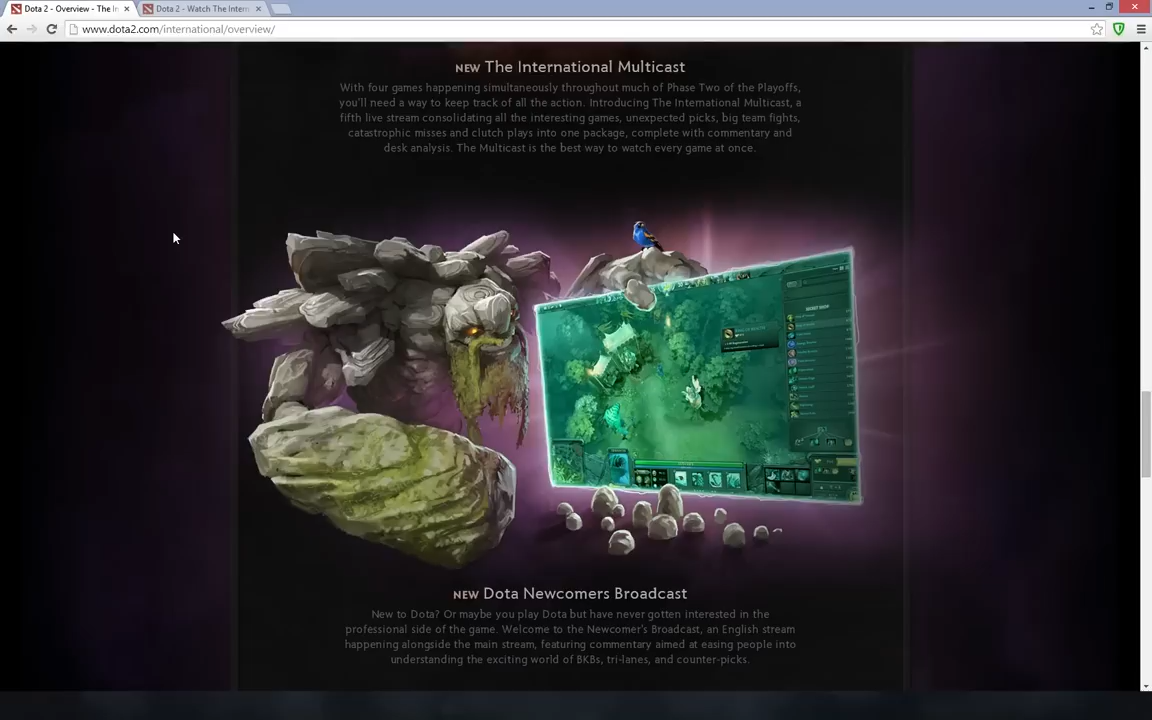 Dota 2 - Overview - The In
Dota 2 - Watch The Intern
www.dota2.com/international/overview/
NEW The International Multicast
With four games happening simultaneously throughout much of Phase Two of the Playoffs,
you'll need a way to keep track of all the action. Introducing The International Multicast, a
fifth live stream consolidating all the interesting games, unexpected picks, big team fights,
catastrophic misses and clutch plays into one package, complete with commentary and
desk analysis. The Multicast is the best way to watch every game at once.
NEW Dota Newcomers Broadcast
New to Dota? Or maybe you play Dota but have never gotten interested in the
professional side of the game. Welcome to the Newcomer's Broadcast, an English stream
happening alongside the main stream, featuring commentary aimed at easing people into
understanding the exciting world of BKBs, tri-lanes, and counter-picks.